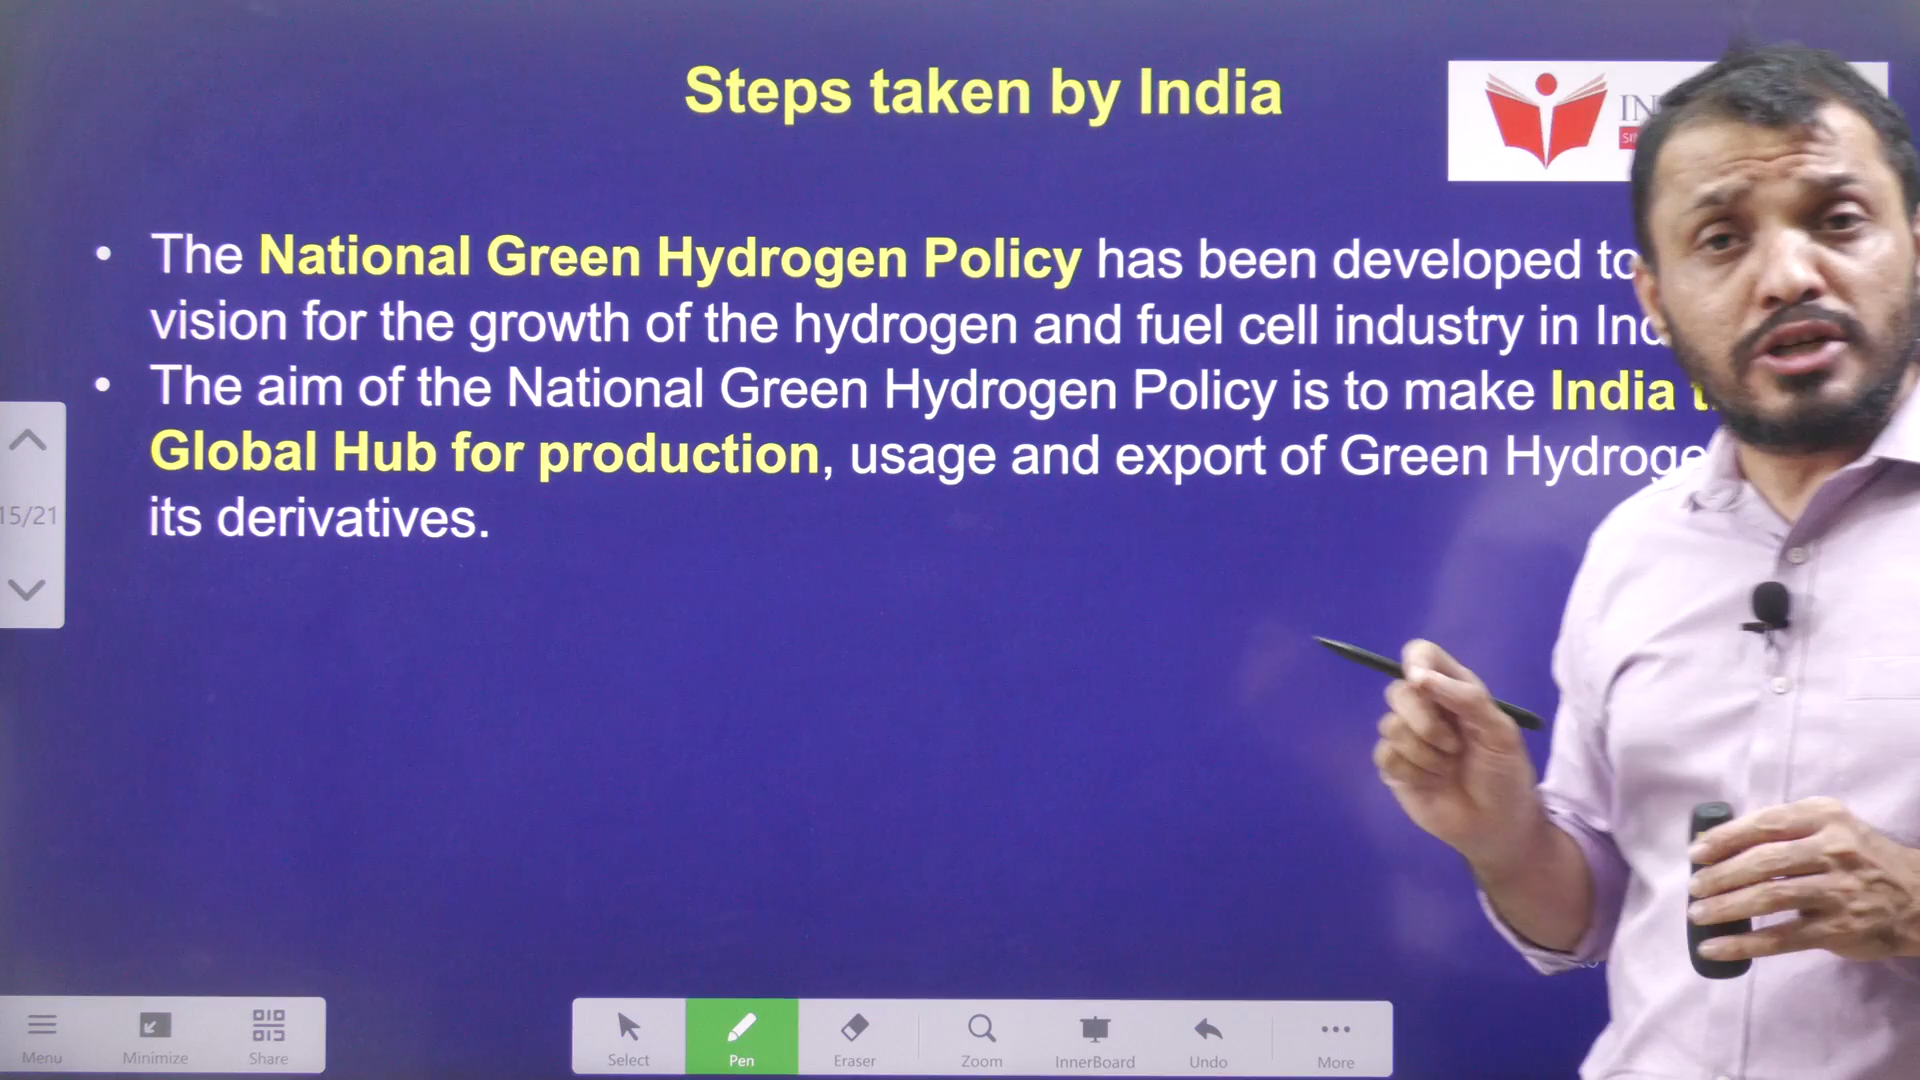 Steps taken by India
• The National Green Hydrogen Policy has been developed to
vision for the growth of the hydrogen and fuel cell industry in
• The aim of the National Green Hydrogen Policy is to make India
Global Hub for production, usage and export of Green
its derivatives.
15/21
Menu Minimize Share
Select Pen Eraser Zoom InnerBoard Undo More